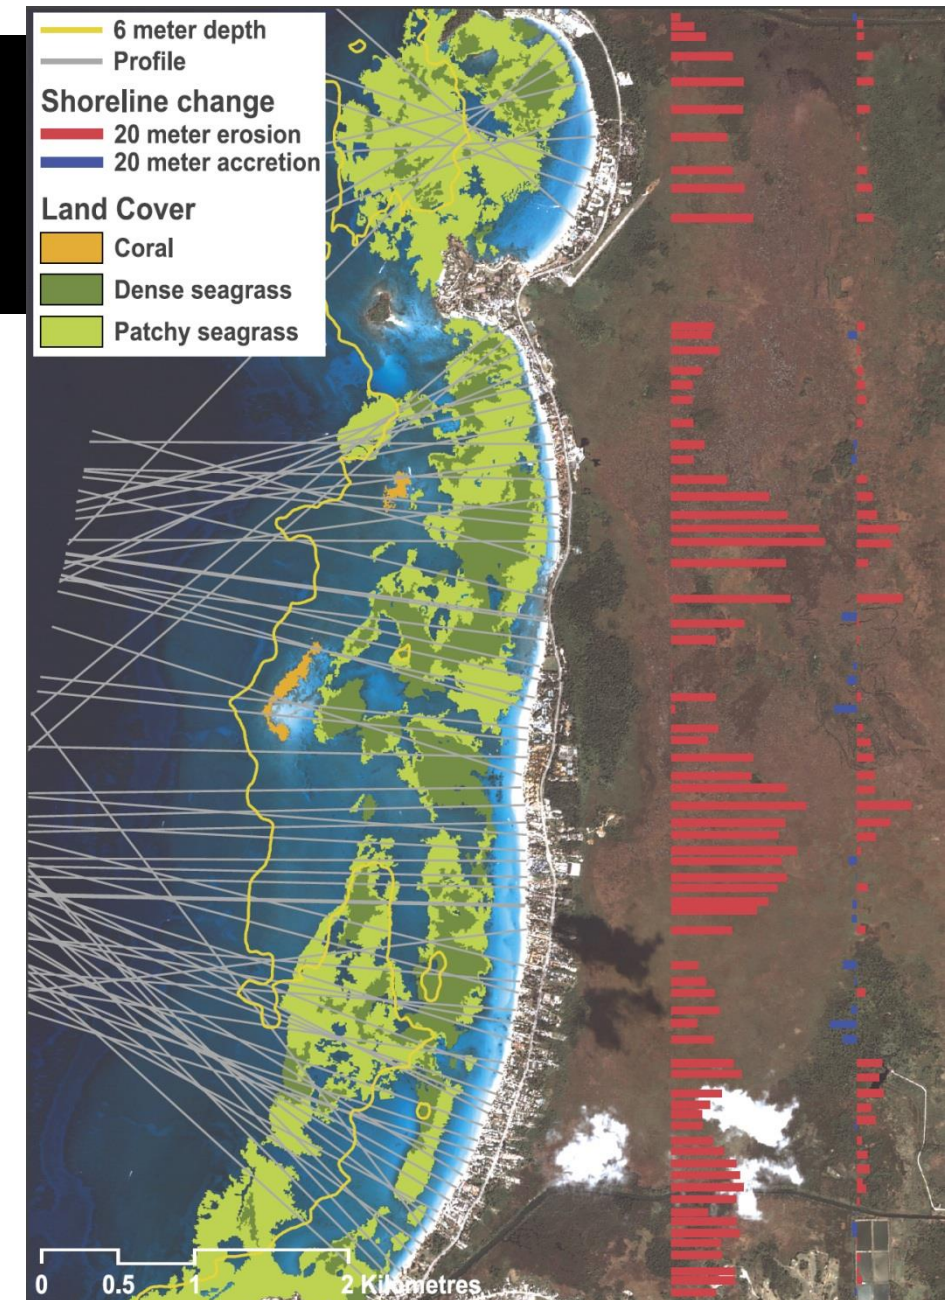 6 meter depth
Profile
Shoreline change
20 meter erosion
20 meter accretion
Land Cover
Coral
Dense seagrass
Patchy seagrass
0 0.5 1 2 Kilometres